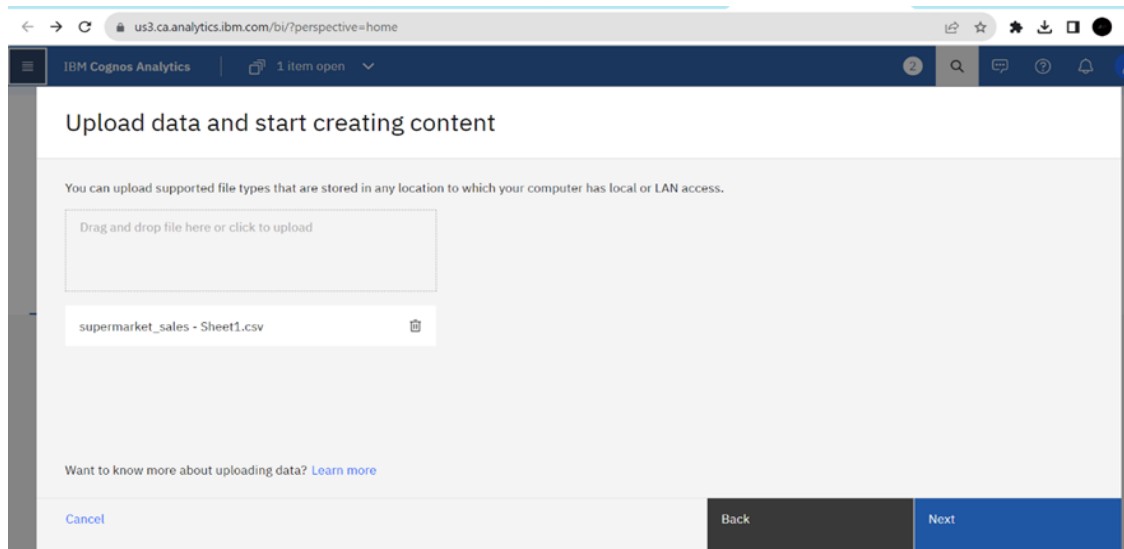 us3.ca.analytics.ibm.com/bi/?perspective=home
IBM Cognos Analytics 1 item open 2
Upload data and start creating content
You can upload supported file types that are stored in any location to which your computer has local or LAN access.
Drag and drop file here or click to upload
supermarket_sales - Sheet1.csv
Want to know more about uploading data? Learn more
Cancel Back Next